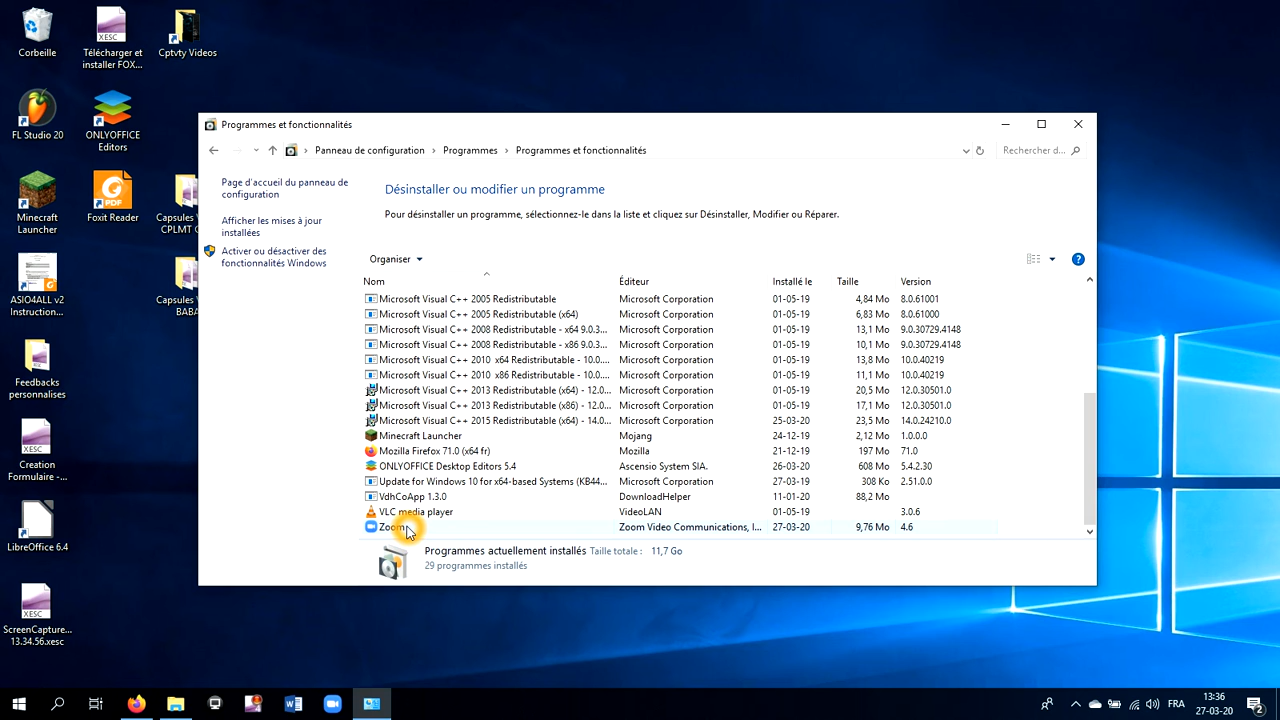 Corbeille
Télécharger et
installer FOX...
Cptvty Videos
FL Studio 20
ONLYOFFICE
Editors
Minecraft
Launcher
Foxit Reader
Capsules
CPLMT
ASIO4ALL v2
Instruction...
Capsules
BABA
Feedbacks
personnalises
Creation
Formulaire -...
LibreOffice 6.4
ScreenCapture...
13.34.56.xesc
XESC
XESC
XESC
PDF
Programmes et fonctionnalités
Panneau de configuration > Programmes > Programmes et fonctionnalités
Rechercher d...
Page d'accueil du panneau de
configuration
Afficher les mises à jour
installées
Activer ou désactiver des
fonctionnalités Windows
Désinstaller ou modifier un programme
Pour désinstaller un programme, sélectionnez-le dans la liste et cliquez sur Désinstaller, Modifier ou Réparer.
Organiser
Nom Éditeur Installé le Taille Version
Microsoft Visual C++ 2005 Redistributable Microsoft Corporation 01-05-19 4,84 Mo 8.0.61001
Microsoft Visual C++ 2005 Redistributable (x64) Microsoft Corporation 01-05-19 6,83 Mo 8.0.61000
Microsoft Visual C++ 2008 Redistributable - x64 9.0.3... Microsoft Corporation 01-05-19 13,1 Mo 9.0.30729.4148
Microsoft Visual C++ 2008 Redistributable - x86 9.0.3... Microsoft Corporation 01-05-19 10,1 Mo 9.0.30729.4148
Microsoft Visual C++ 2010 x64 Redistributable - 10.0.... Microsoft Corporation 01-05-19 13,8 Mo 10.0.40219
Microsoft Visual C++ 2010 x86 Redistributable - 10.0.... Microsoft Corporation 01-05-19 11,1 Mo 10.0.40219
Microsoft Visual C++ 2013 Redistributable (x64) - 12.0... Microsoft Corporation 01-05-19 20,5 Mo 12.0.30501.0
Microsoft Visual C++ 2013 Redistributable (x86) - 12.0... Microsoft Corporation 01-05-19 17,1 Mo 12.0.30501.0
Microsoft Visual C++ 2015 Redistributable (x64) - 14.0... Microsoft Corporation 25-03-20 23,5 Mo 14.0.24210.0
Minecraft Launcher Mojang 24-12-19 2,12 Mo 1.0.0.0
Mozilla Firefox 71.0 (x64 fr) Mozilla 21-12-19 197 Mo 71.0
ONLYOFFICE Desktop Editors 5.4 Ascensio System SIA. 26-03-20 608 Mo 5.4.2.30
Update for Windows 10 for x64-based Systems (KB44... Microsoft Corporation 27-03-19 308 Ko 2.51.0.0
VdhCoApp 1.3.0 DownloadHelper 11-01-20 88,2 Mo
VLC media player VideoLAN 01-05-19 3.0.6
Zoom Zoom Video Communications, I... 27-03-20 9,76 Mo 4.6
Programmes actuellement installés Taille totale : 11,7 Go
29 programmes installés
FRA
13:36
27-03-20
2